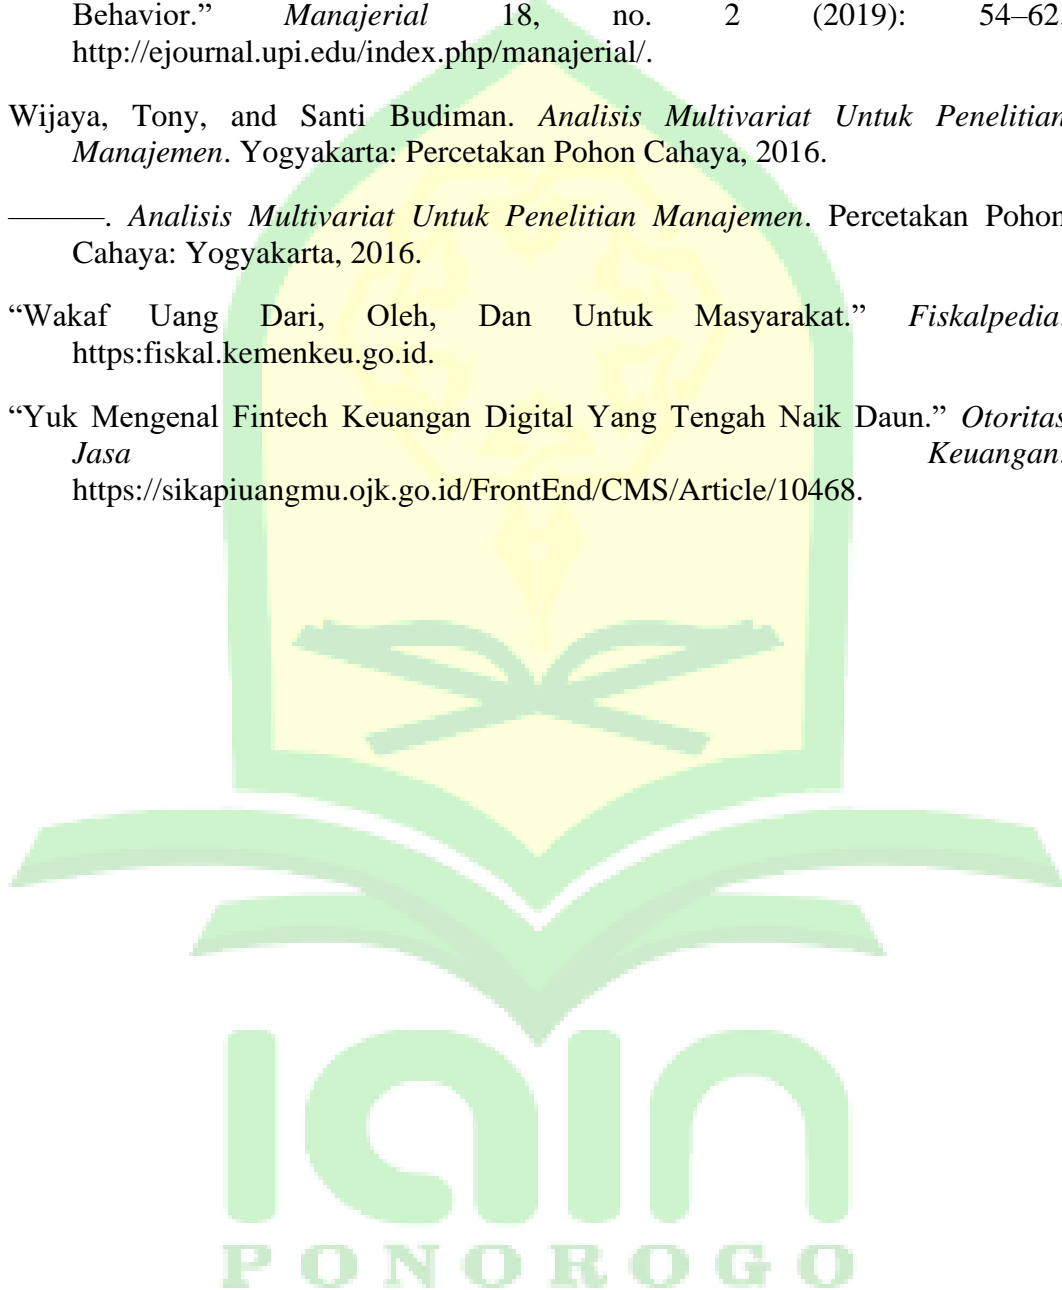 Behavior.” Manajerial 18, no. 2 (2019): 54–62.
http://ejournal.upi.edu/index.php/manajerial/.
Wijaya, Tony, and Santi Budiman. Analisis Multivariat Untuk Penelitian
Manajemen. Yogyakarta: Percetakan Pohon Cahaya, 2016.
———. Analisis Multivariat Untuk Penelitian Manajemen. Percetakan Pohon
Cahaya: Yogyakarta, 2016.
“Wakaf Uang Dari, Oleh, Dan Untuk Masyarakat.” Fiskalpedia.
https:fiskal.kemenkeu.go.id.
“Yuk Mengenal Fintech Keuangan Digital Yang Tengah Naik Daun.” Otoritas
Jasa Keuangan.
https://sikapiuangmu.ojk.go.id/FrontEnd/CMS/Article/10468.
iain
PONOROGO